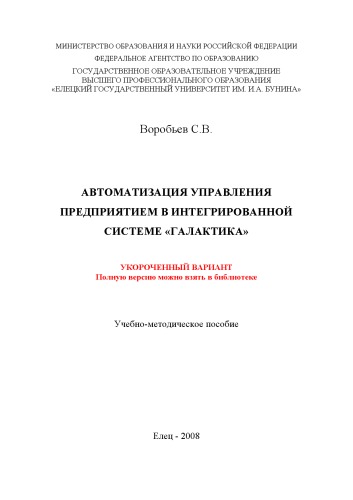 МИНИСТЕРСТВО ОБРАЗОВАНИЯ И НАУКИ РОССИЙСКОЙ ФЕДЕРАЦИИ
ФЕДЕРАЛЬНОЕ АГЕНТСТВО ПО ОБРАЗОВАНИЮ
ГОСУДАРСТВЕННОЕ ОБРАЗОВАТЕЛЬНОЕ УЧРЕЖДЕНИЕ
ВЫСШЕГО ПРОФЕССИОНАЛЬНОГО ОБРАЗОВАНИЯ
«ЕЛЕЦКИЙ ГОСУДАРСТВЕННЫЙ УНИВЕРСИТЕТ ИМ. И.А. БУНИНА»
Воробьев С.В.
АВТОМАТИЗАЦИЯ УПРАВЛЕНИЯ
ПРЕДПРИЯТИЕМ В ИНТЕГРИРОВАННОЙ
СИСТЕМЕ «ГАЛАКТИКА»
УКОРОЧЕННЫЙ ВАРИАНТ
Полную версию можно взять в библиотеке
Учебно-методическое пособие
Елец - 2008